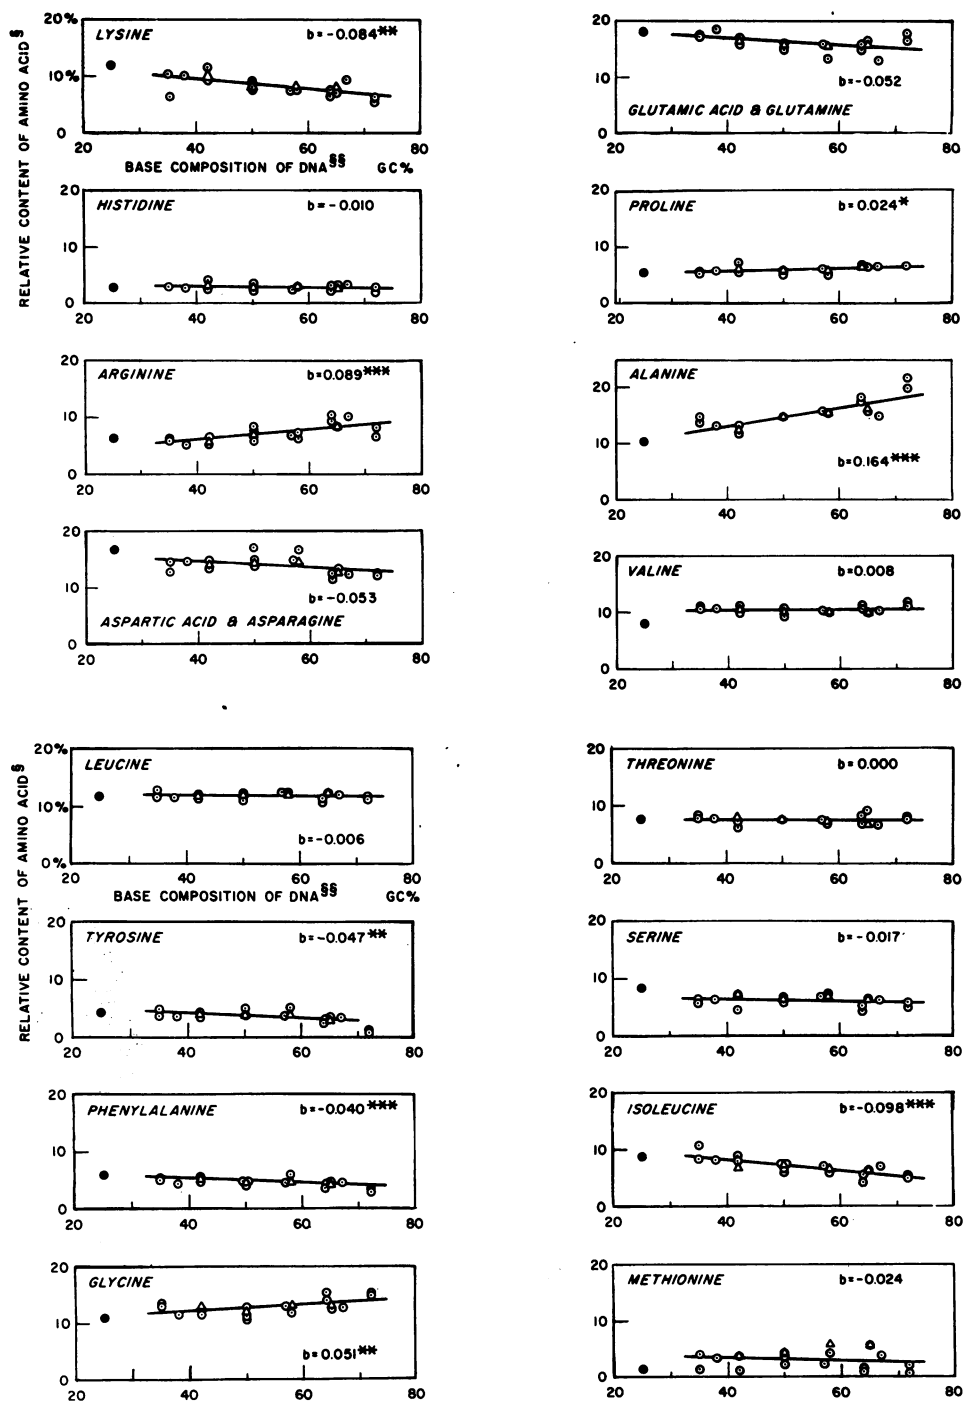 RELATIVE CONTENT OF AMINO ACID§
20%
10%
0
LYSINE
b=-0.084**
20 40 60 80
BASE COMPOSITION OF DNA§§ GC%
20
10
0
HISTIDINE
b=-0.010
20 40 60 80
20
10
0
ARGININE
b=0.089***
20 40 60 80
20
10
0
b=-0.053
ASPARTIC ACID & ASPARAGINE
20 40 60 80
20
10
0
b=-0.052
GLUTAMIC ACID & GLUTAMINE
20 40 60 80
20
10
0
PROLINE
b=0.024*
20 40 60 80
20
10
0
ALANINE
b=0.164***
20 40 60 80
20
10
0
VALINE
b=0.008
20 40 60 80
RELATIVE CONTENT OF AMINO ACID§
20%
10%
0%
LEUCINE
b=-0.006
20 40 60 80
BASE COMPOSITION OF DNA§§ GC%
20
10
0
TYROSINE
b=-0.047**
20 40 60 80
20
10
0
PHENYLALANINE
b=-0.040***
20 40 60 80
20
10
0
GLYCINE
b=0.051**
20 40 60 80
20
10
0
THREONINE
b=0.000
20 40 60 80
20
10
0
SERINE
b=-0.017
20 40 60 80
20
10
0
ISOLEUCINE
b=-0.098***
20 40 60 80
20
10
0
METHIONINE
b=-0.024
20 40 60 80